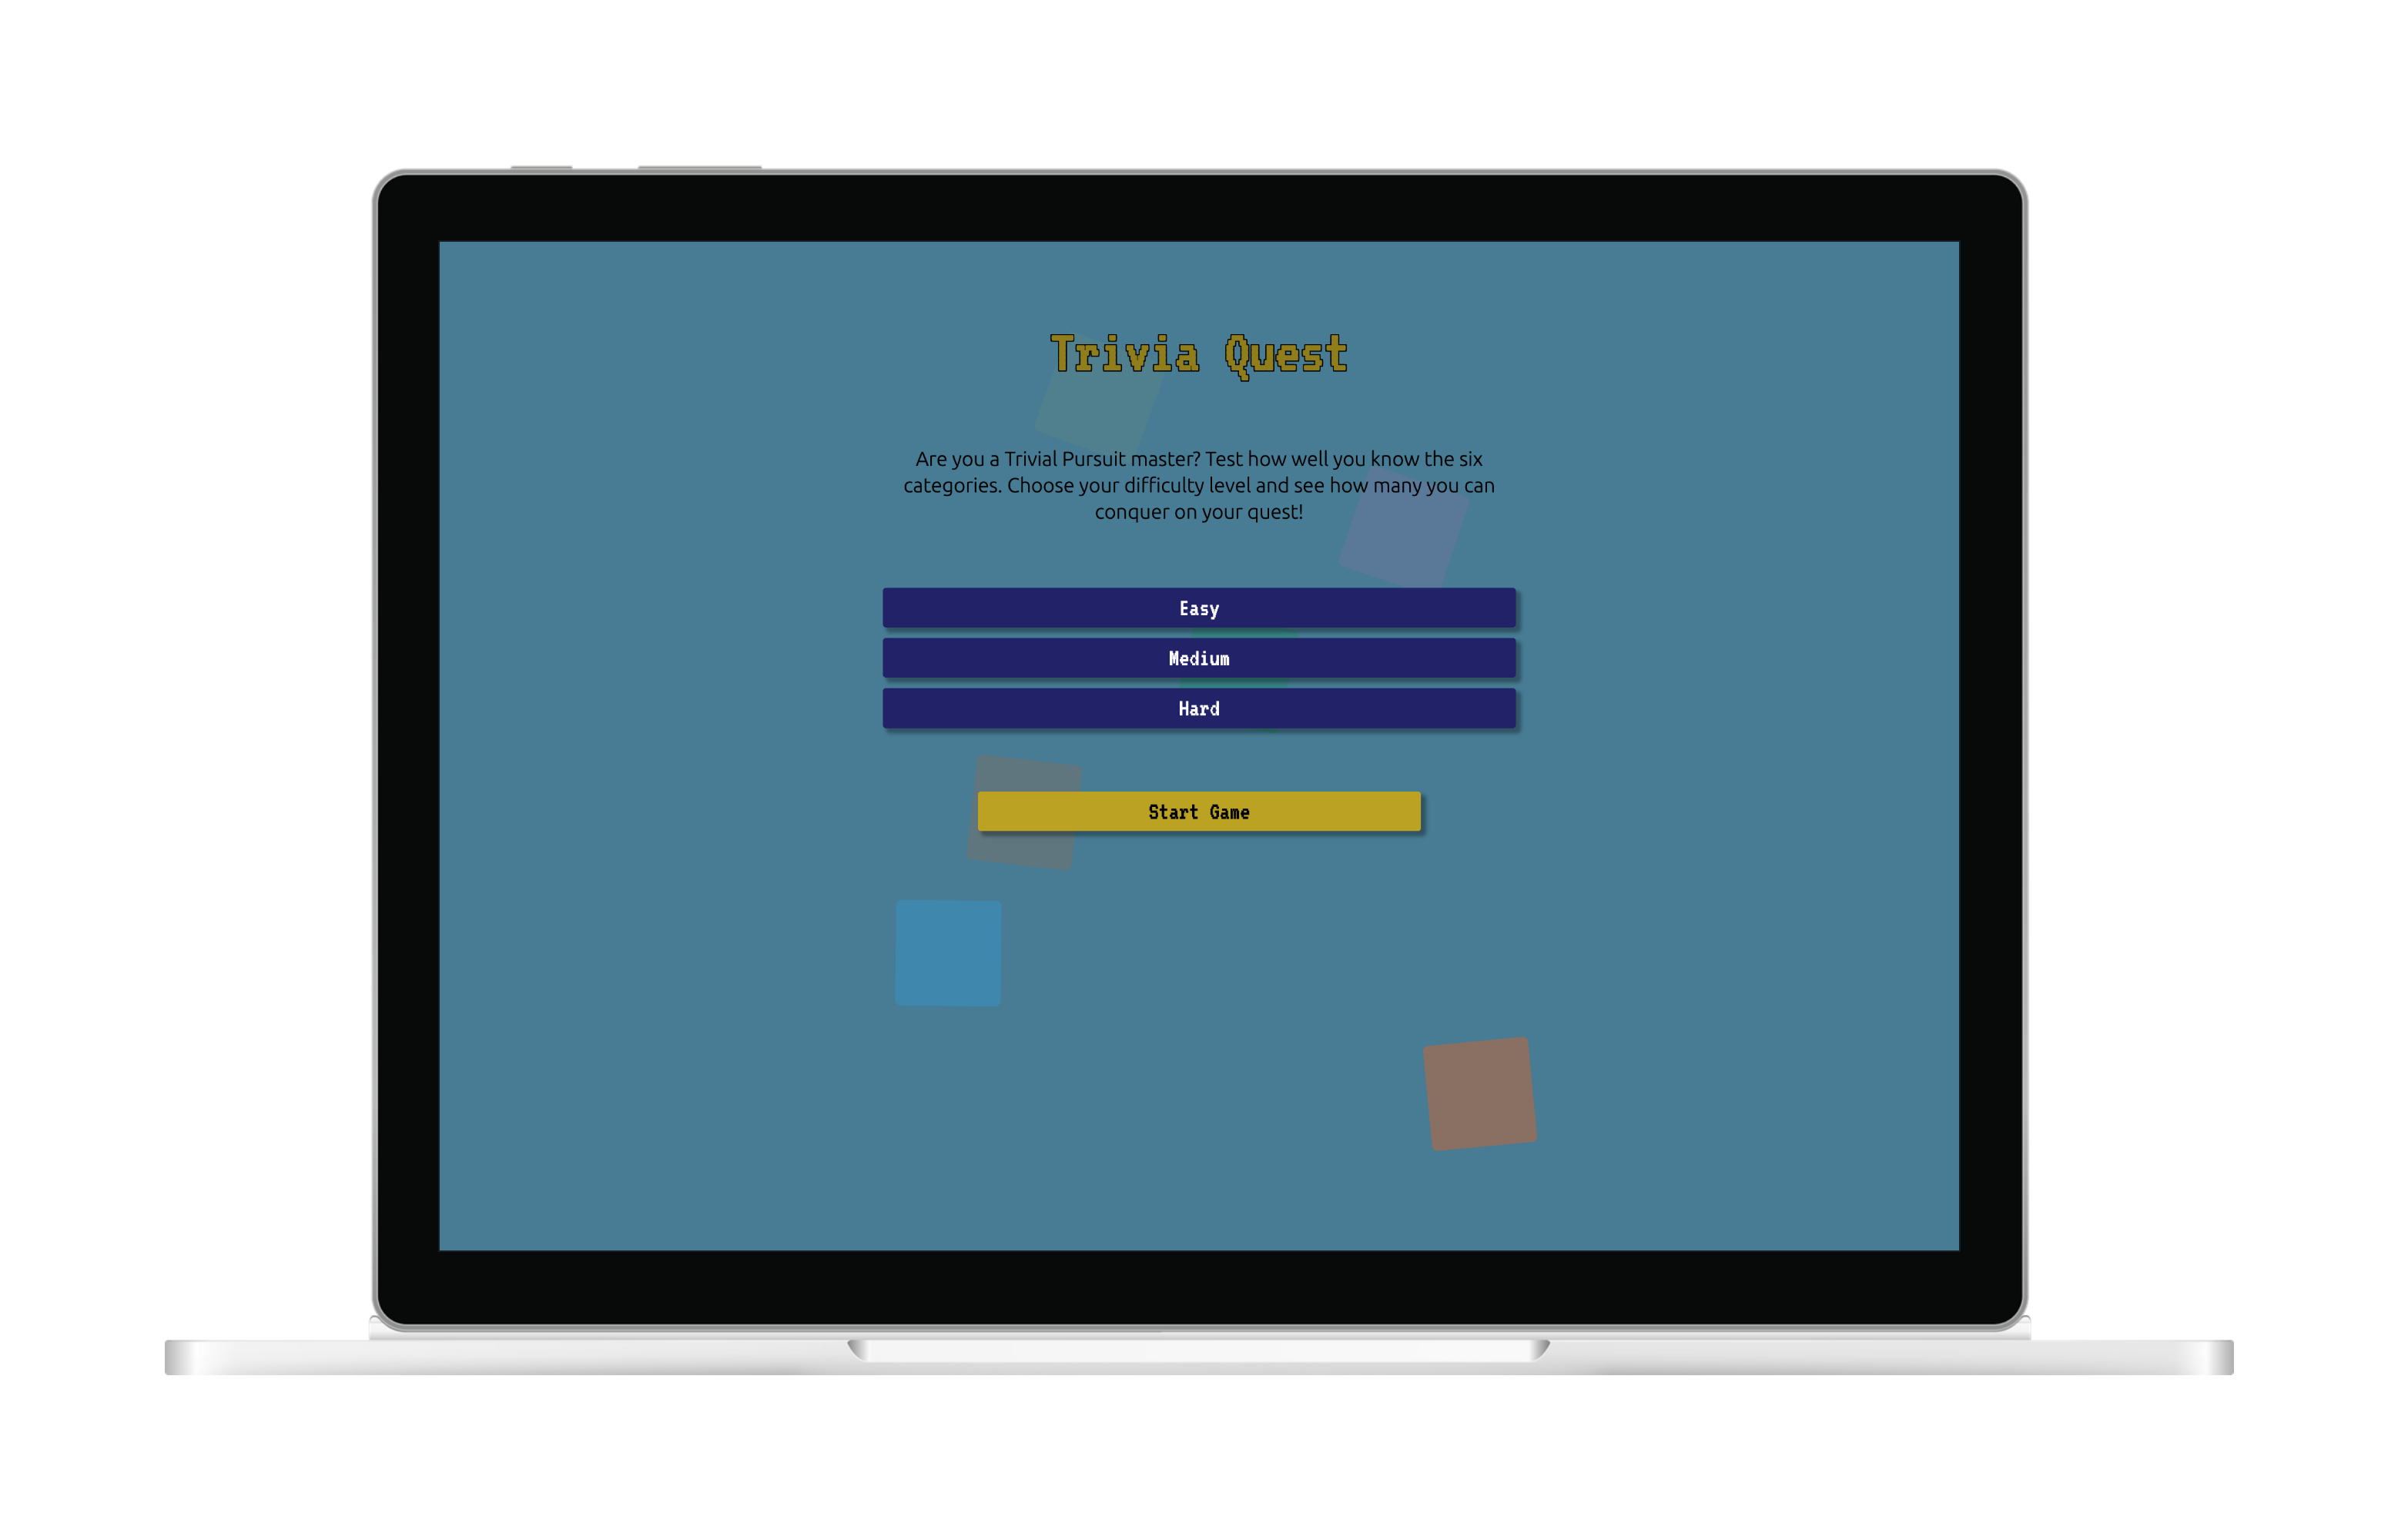 Trivia Quest
Are you a Trivial Pursuit master? Test how well you know the six
categories. Choose your difficulty level and see how many you can
conquer on your quest!
Easy
Medium
Hard
Start Game